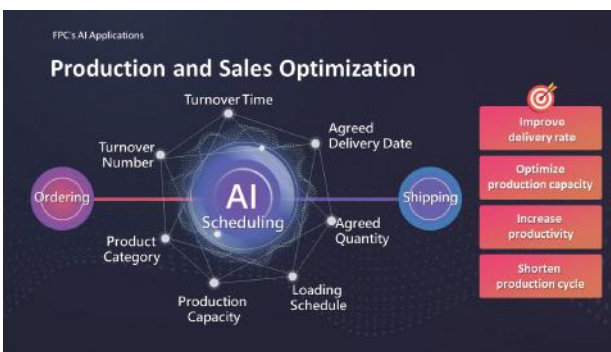 FPC's AI Applications
Production and Sales Optimization
Turnover Time
Agreed
Delivery Date
Turnover
Number
Ordering
AI
Scheduling
Shipping
Agreed
Quantity
Product
Category
Loading
Schedule
Production
Capacity
Improve
delivery rate
Optimize
production capacity
Increase
productivity
Shorten
production cycle